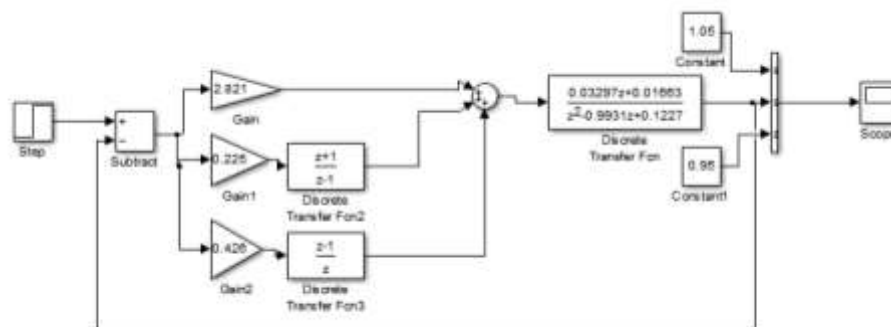 Step
+
−
Subtract
2.821
Gain
0.225
Gain1
z+1
z-1
Discrete
Transfer Fcn2
0.426
Gain2
z-1
z
Discrete
Transfer Fcn3
0.03297z+0.01663
z²-0.9931z+0.1227
Discrete
Transfer Fcn
1.05
Constant
0.95
Constant1
Scope